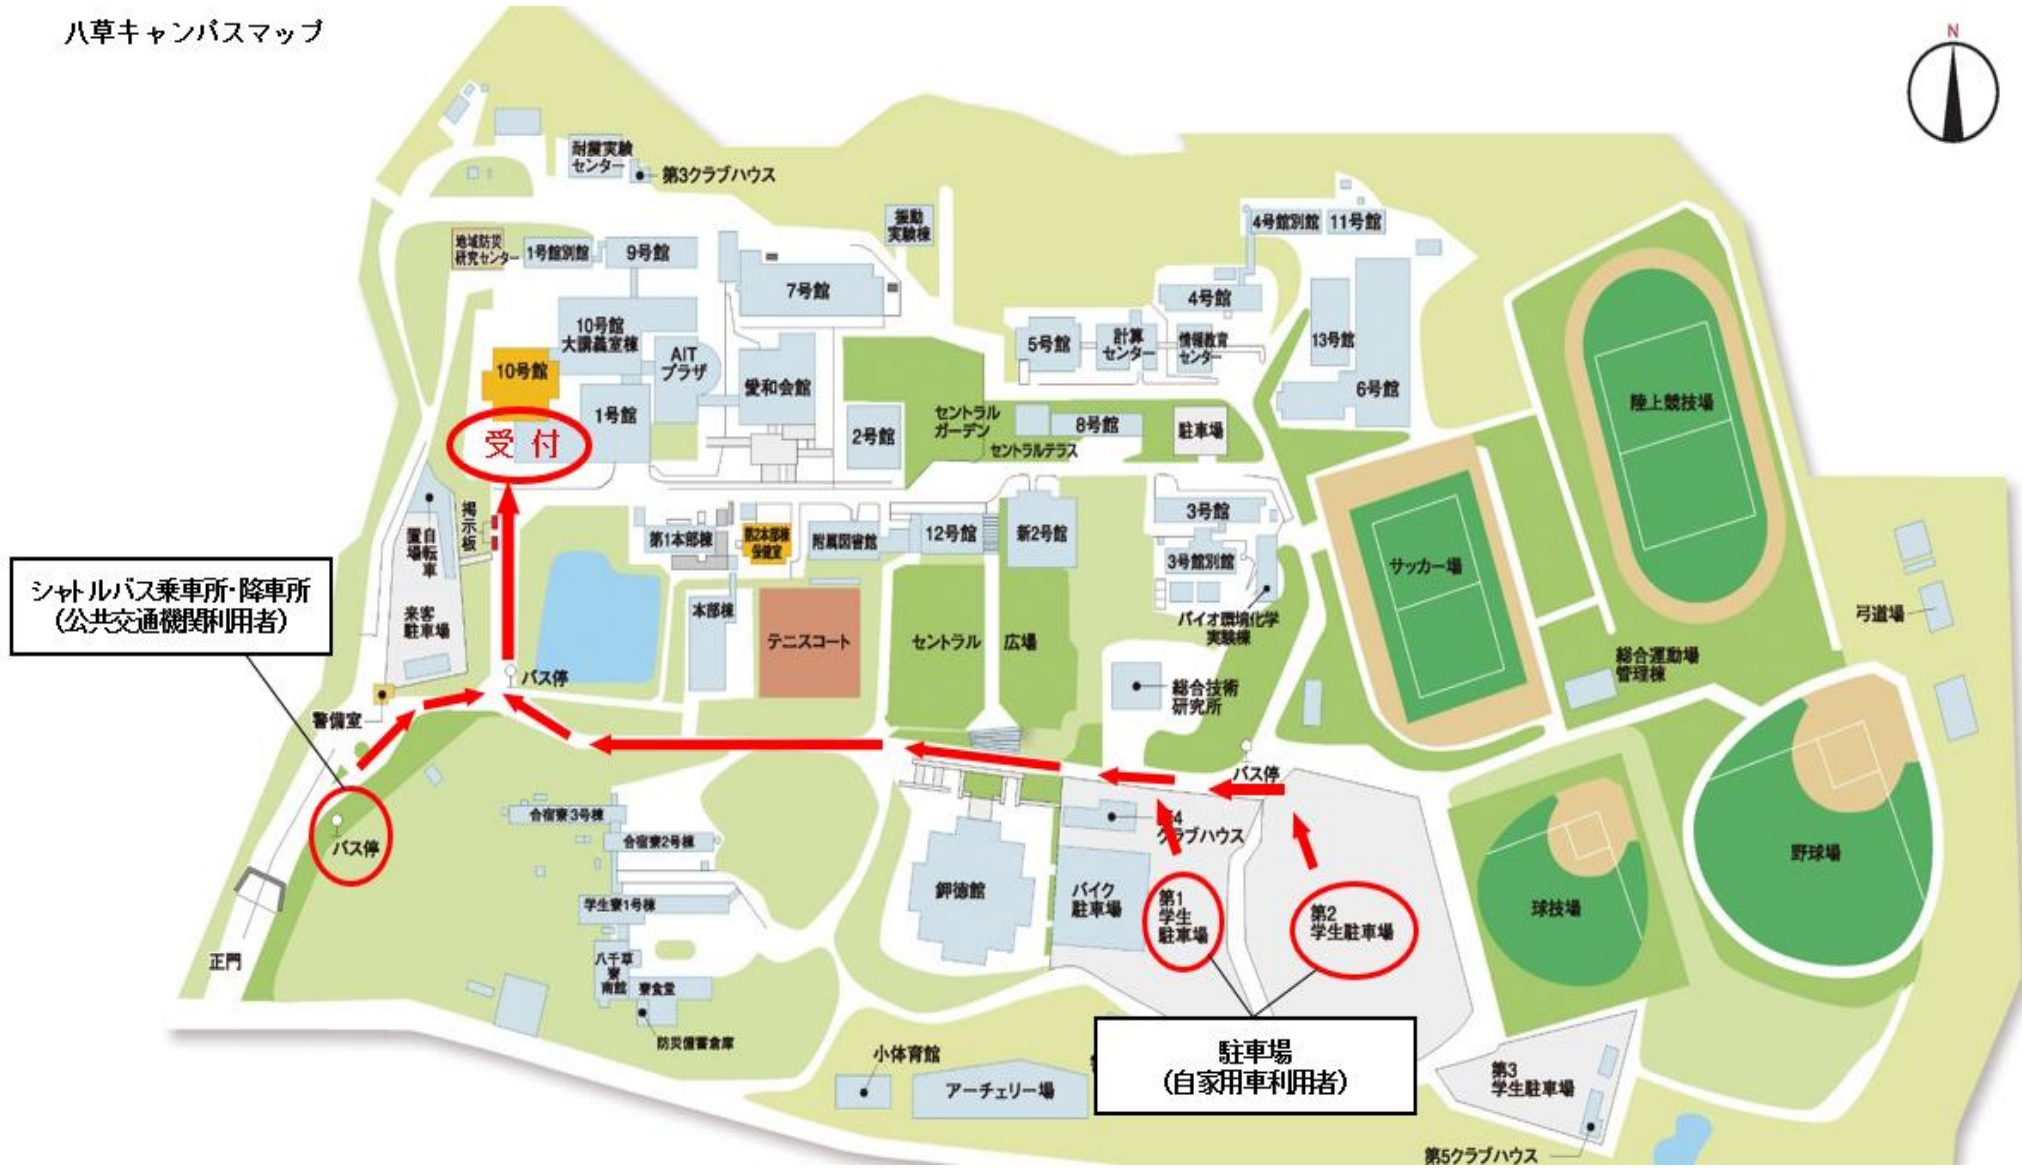 八草キャンパスマップ
N
耐震実験
センター
第3クラブハウス
振動
実験棟
4号館別館
11号館
地域防災
研究センター
1号館別館
9号館
7号館
4号館
10号館
大講義室棟
AIT
プラザ
5号館
計算
センター
情報教育
センター
13号館
10号館
愛和会館
6号館
陸上競技場
1号館
受付
2号館
セントラル
ガーデン
セントラルテラス
8号館
駐車場
自転車
置場
掲示板
第1本部棟
第2本部棟
保健室
附属図書館
12号館
新2号館
3号館
3号館別館
サッカー場
シャトルバス乗車所・降車所
(公共交通機関利用者)
来客
駐車場
本部棟
テニスコート
セントラル 広場
バイオ環境化学
実験棟
弓道場
バス停
総合技術
研究所
総合運動場
管理棟
警備室
バス停
合宿寮3号棟
合宿寮2号棟
クラブハウス
バス停
野球場
鉀徳館
バイク
駐車場
第1
学生
駐車場
第2
学生駐車場
球技場
学生寮1号棟
正門
八千草
寮
南館
寮食堂
防災備蓄倉庫
小体育館
アーチェリー場
駐車場
(自家用車利用者)
第3
学生駐車場
第5クラブハウス